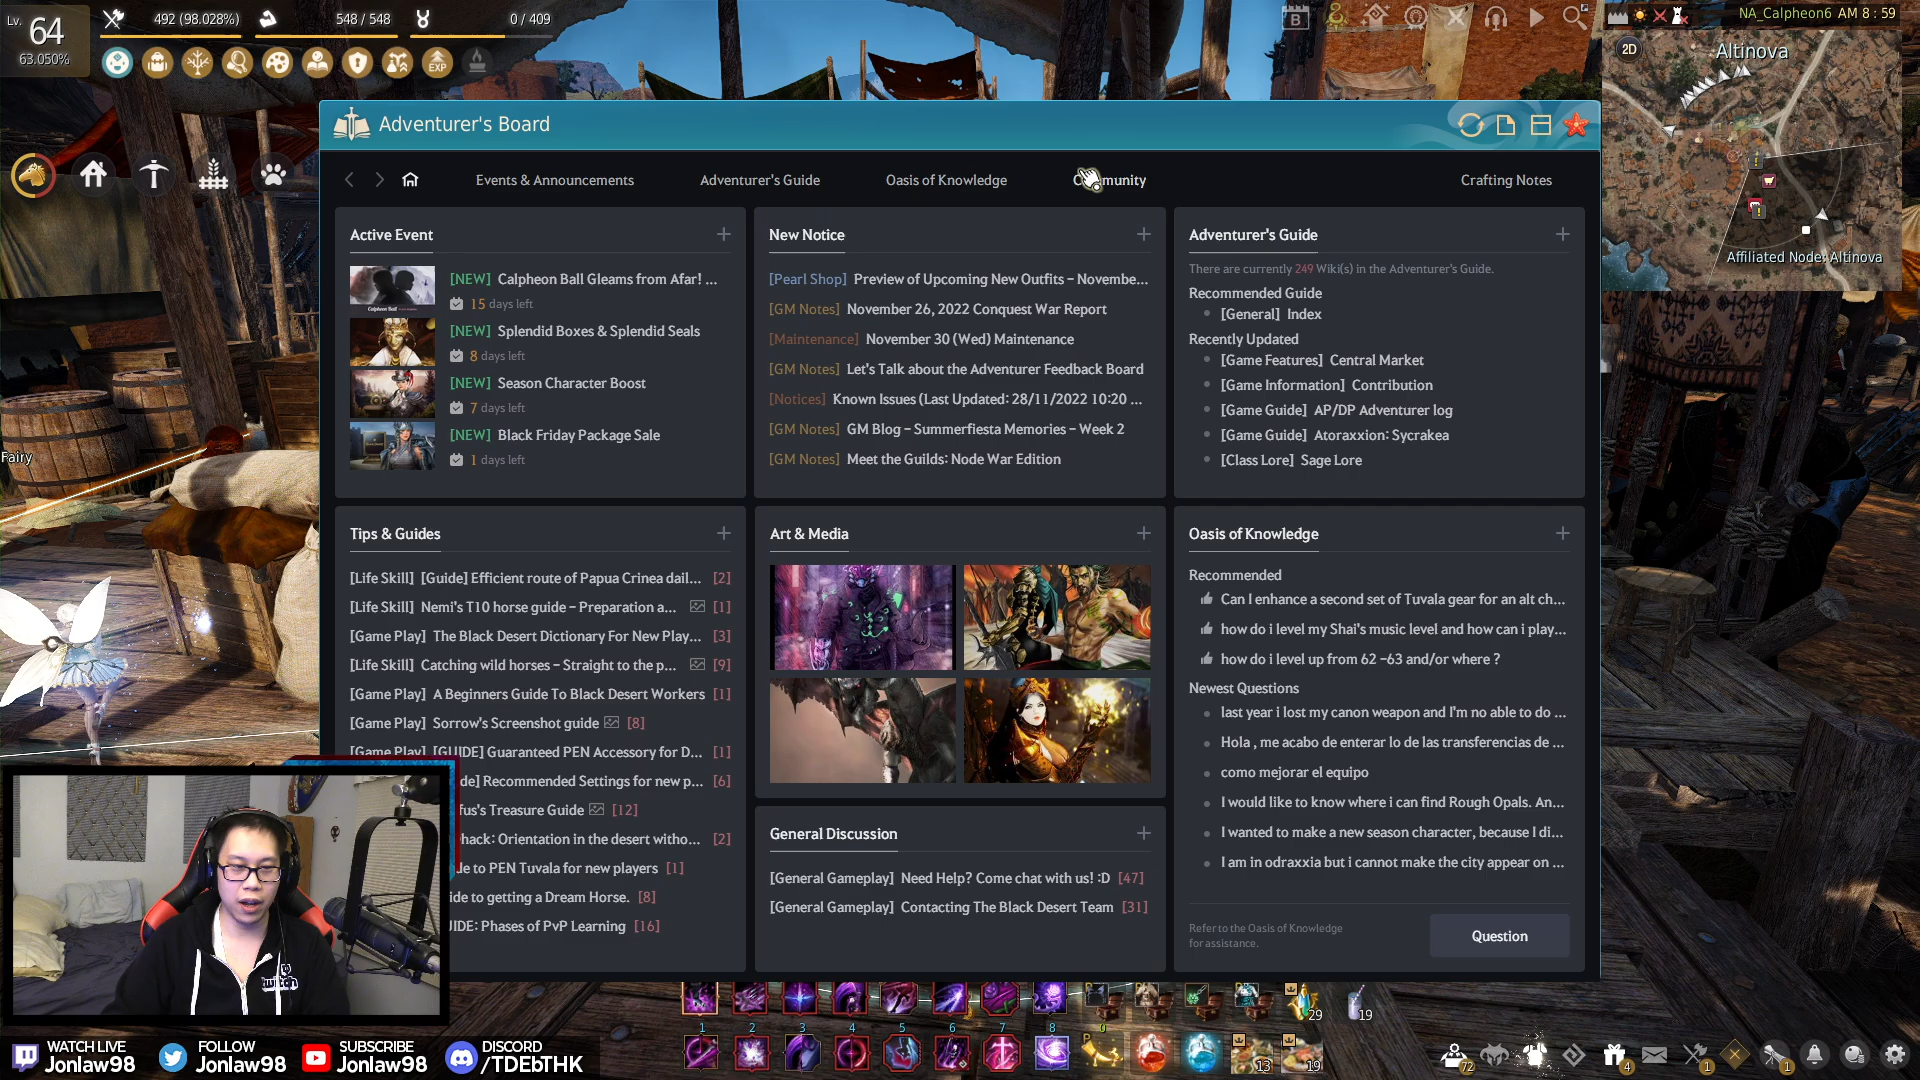 Lv.
64
63.050%
492 (98.028%)
548 / 548
0 / 409
EXP
B
NA_Calpheon6 AM 8 : 59
2D
Altinova
Affiliated Node: Altinova
Adventurer's Board
Events & Announcements
Adventurer's Guide
Oasis of Knowledge
C munity
Crafting Notes
Active Event
[NEW] Calpheon Ball Gleams from Afar! ...
15 days left
[NEW] Splendid Boxes & Splendid Seals
8 days left
[NEW] Season Character Boost
7 days left
[NEW] Black Friday Package Sale
1 days left
New Notice
[Pearl Shop] Preview of Upcoming New Outfits – Novembe...
[GM Notes] November 26, 2022 Conquest War Report
[Maintenance] November 30 (Wed) Maintenance
[GM Notes] Let's Talk about the Adventurer Feedback Board
[Notices] Known Issues (Last Updated: 28/11/2022 10:20 ...
[GM Notes] GM Blog – Summerfiesta Memories – Week 2
[GM Notes] Meet the Guilds: Node War Edition
Adventurer's Guide
There are currently 249 Wiki(s) in the Adventurer's Guide.
Recommended Guide
[General] Index
Recently Updated
[Game Features] Central Market
[Game Information] Contribution
[Game Guide] AP/DP Adventurer log
[Game Guide] Atoraxxion: Sycrakea
[Class Lore] Sage Lore
Fairy
Tips & Guides
[Life Skill] [Guide] Efficient route of Papua Crinea dail... [2]
[Life Skill] Nemi's T10 horse guide – Preparation a... [1]
[Game Play] The Black Desert Dictionary For New Play... [3]
[Life Skill] Catching wild horses – Straight to the p... [9]
[Game Play] A Beginners Guide To Black Desert Workers [1]
[Game Play] Sorrow's Screenshot guide [8]
[Game Play] [GUIDE] Guaranteed PEN Accessory for D... [1]
de] Recommended Settings for new p... [6]
fus's Treasure Guide [12]
hack: Orientation in the desert witho... [2]
le to PEN Tuvala for new players [1]
ide to getting a Dream Horse. [8]
IDE: Phases of PvP Learning [16]
Art & Media
General Discussion
[General Gameplay] Need Help? Come chat with us! :D [47]
[General Gameplay] Contacting The Black Desert Team [31]
Oasis of Knowledge
Recommended
Can I enhance a second set of Tuvala gear for an alt ch...
how do i level my Shai's music level and how can i play...
how do i level up from 62 –63 and/or where ?
Newest Questions
last year i lost my canon weapon and I'm no able to do ...
Hola , me acabo de enterar lo de las transferencias de ...
como mejorar el equipo
I would like to know where i can find Rough Opals. An...
I wanted to make a new season character, because I di...
I am in odraxxia but i cannot make the city appear on ...
Refer to the Oasis of Knowledge
for assistance.
Question
twitch
29
19
1
2
3
4
5
6
7
8
0
P
13
19
72
4
1
1
WATCH LIVE
Jonlaw98
FOLLOW
Jonlaw98
SUBSCRIBE
Jonlaw98
DISCORD
/TDEbTHK